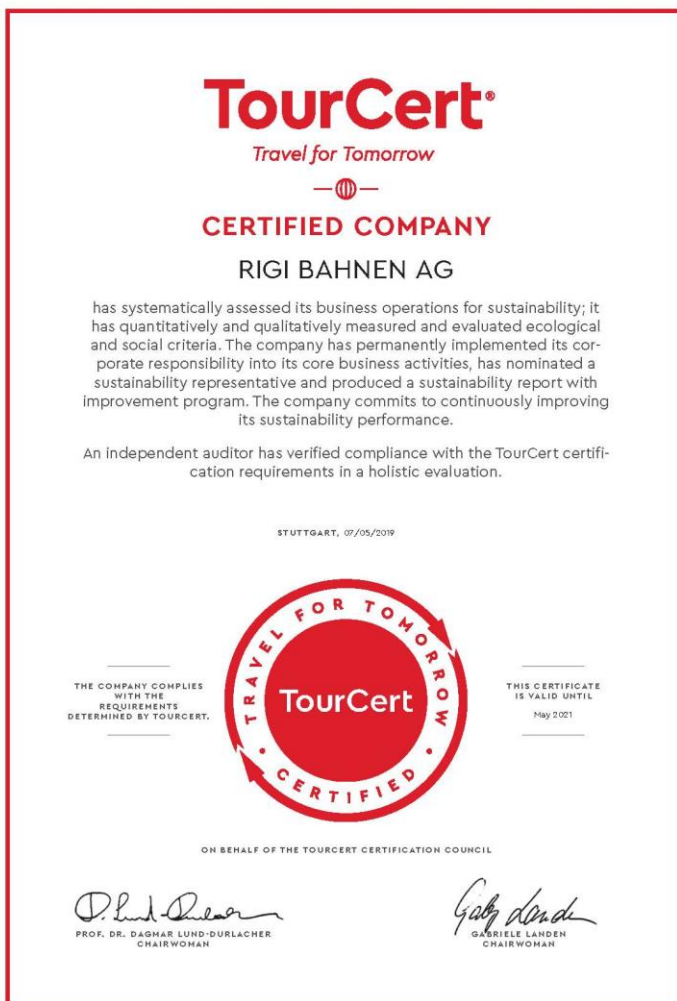 TourCert®
Travel for Tomorrow
CERTIFIED COMPANY
RIGI BAHNEN AG
has systematically assessed its business operations for sustainability; it
has quantitatively and qualitatively measured and evaluated ecological
and social criteria. The company has permanently implemented its cor-
porate responsibility into its core business activities, has nominated a
sustainability representative and produced a sustainability report with
improvement program. The company commits to continuously improving
its sustainability performance.
An independent auditor has verified compliance with the TourCert certifi-
cation requirements in a holistic evaluation.
STUTTGART, 07/05/2019
THE COMPANY COMPLIES
WITH THE
REQUIREMENTS
DETERMINED BY TOURCERT.
TRAVEL FOR TOMORROW
TourCert
• CERTIFIED •
THIS CERTIFICATE
IS VALID UNTIL
May 2021
ON BEHALF OF THE TOURCERT CERTIFICATION COUNCIL
D. Lund-Durlacher
Gaby Landen
PROF. DR. DAGMAR LUND-DURLACHER
CHAIRWOMAN
GABRIELE LANDEN
CHAIRWOMAN